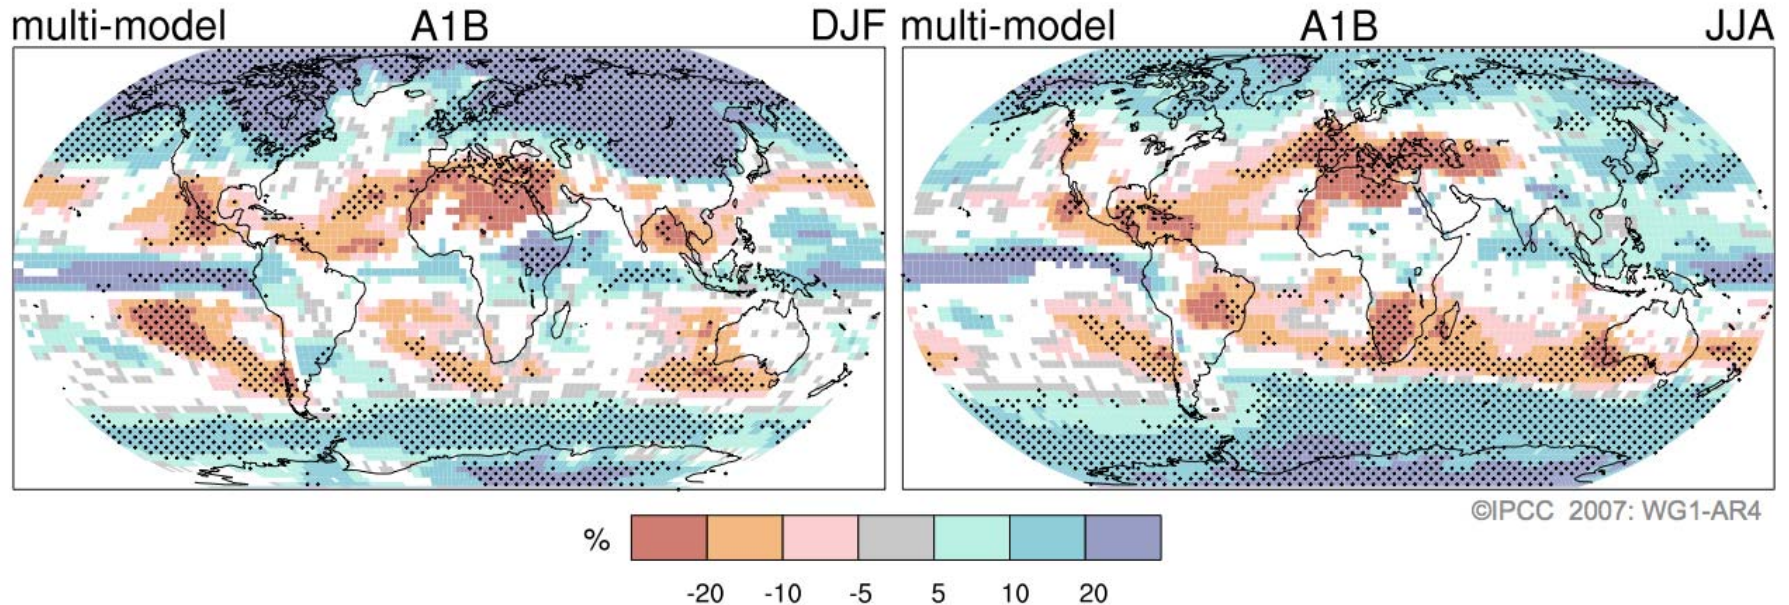 multi-model A1B DJF
multi-model A1B JJA
©IPCC 2007: WG1-AR4
%
-20 -10 -5 5 10 20